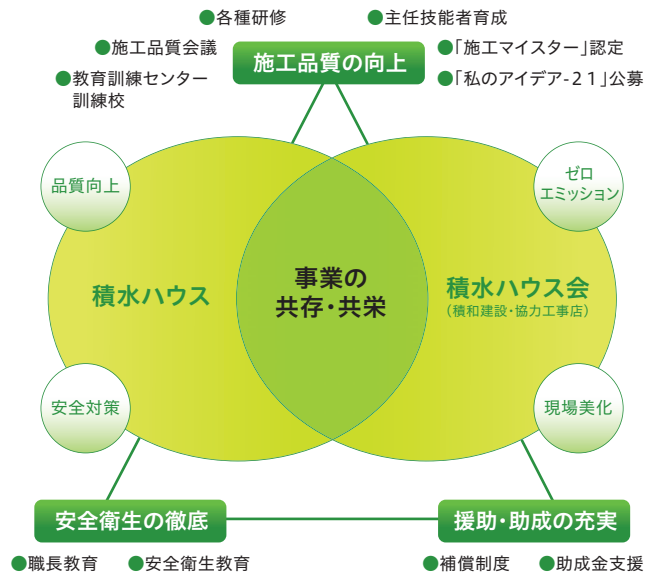 ●各種研修
●主任技能者育成
●施工品質会議
●「施工マイスター」認定
●教育訓練センター
訓練校
●「私のアイデア-21」公募
施工品質の向上
品質向上
ゼロ
エミッション
積水ハウス
事業の
共存・共栄
積水ハウス会
(積和建設・協力工事店)
安全対策
現場美化
安全衛生の徹底
援助・助成の充実
●職長教育
●安全衛生教育
●補償制度
●助成金支援